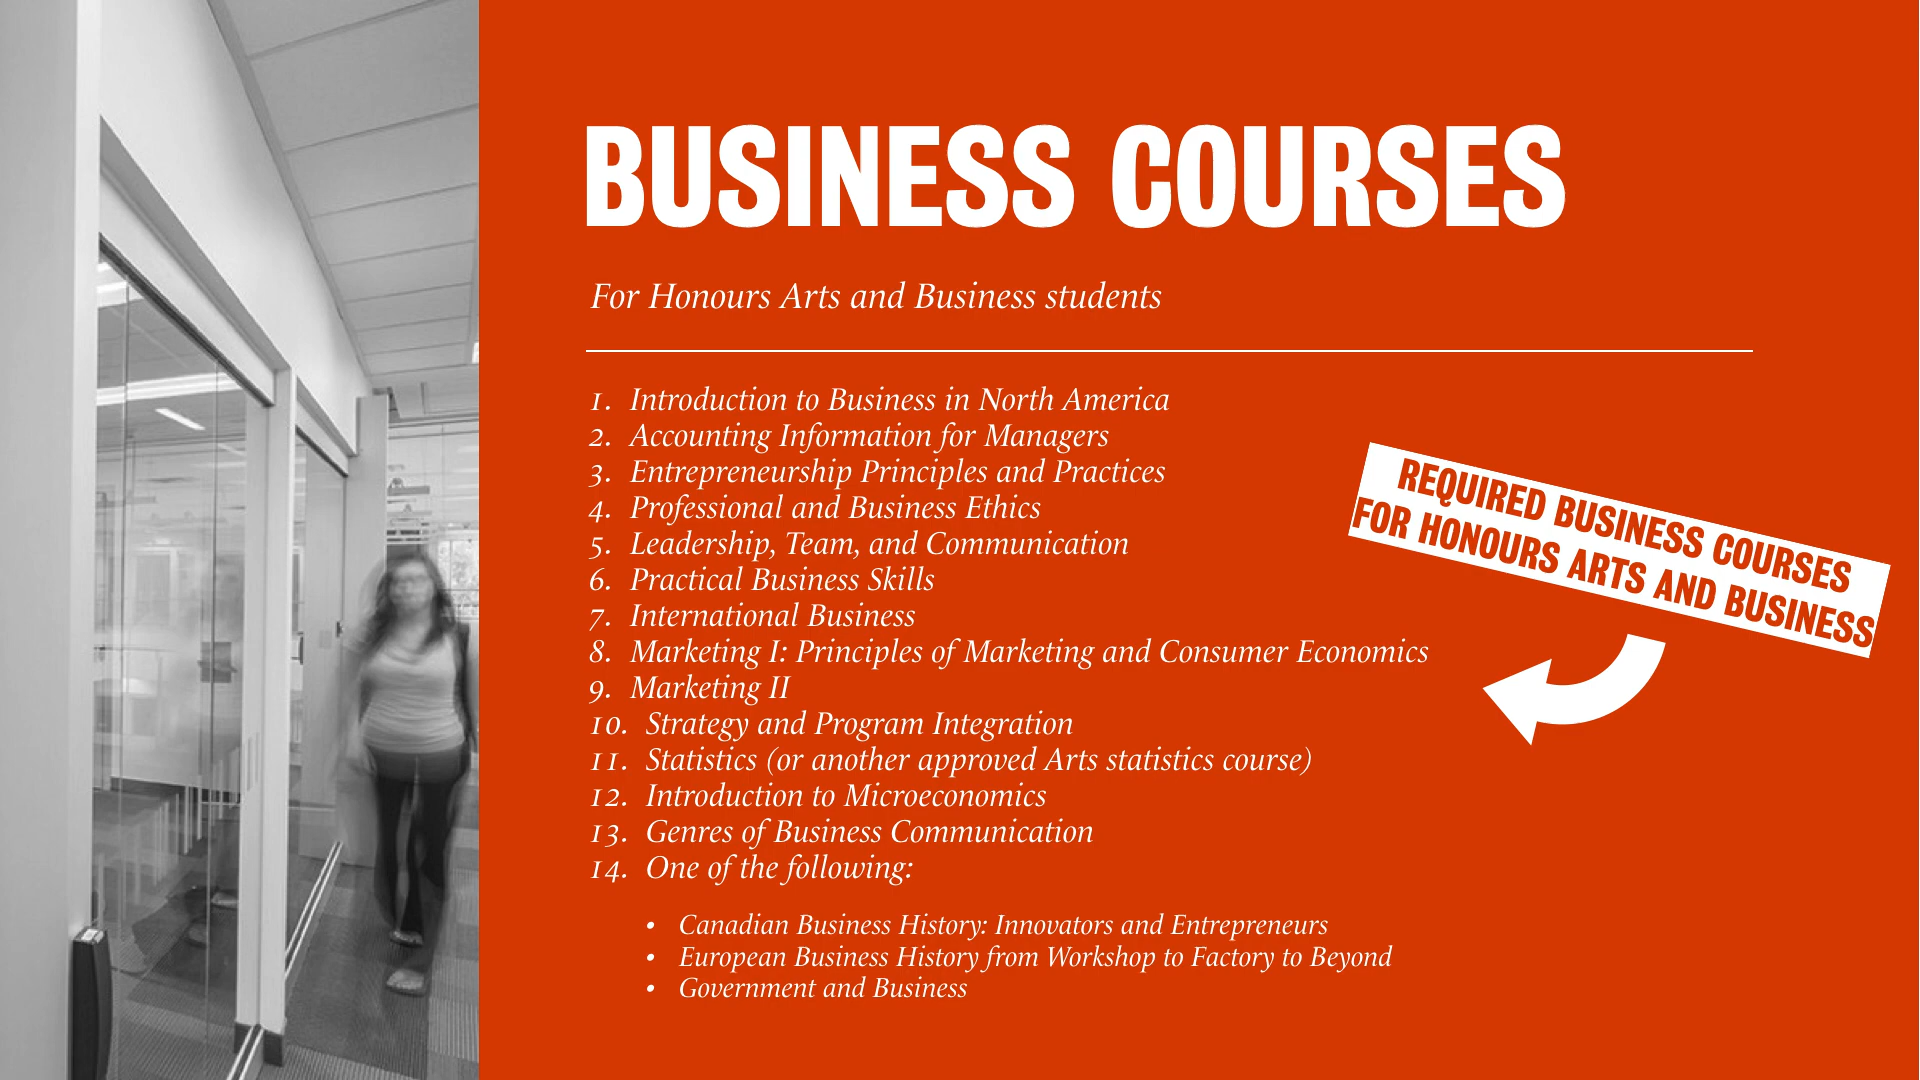 BUSINESS COURSES
For Honours Arts and Business students
1. Introduction to Business in North America
2. Accounting Information for Managers
3. Entrepreneurship Principles and Practices
4. Professional and Business Ethics
5. Leadership, Team, and Communication
6. Practical Business Skills
7. International Business
8. Marketing I: Principles of Marketing and Consumer Economics
9. Marketing II
10. Strategy and Program Integration
11. Statistics (or another approved Arts statistics course)
12. Introduction to Microeconomics
13. Genres of Business Communication
14. One of the following:
• Canadian Business History: Innovators and Entrepreneurs
• European Business History from Workshop to Factory to Beyond
• Government and Business
REQUIRED BUSINESS COURSES
FOR HONOURS ARTS AND BUSINESS